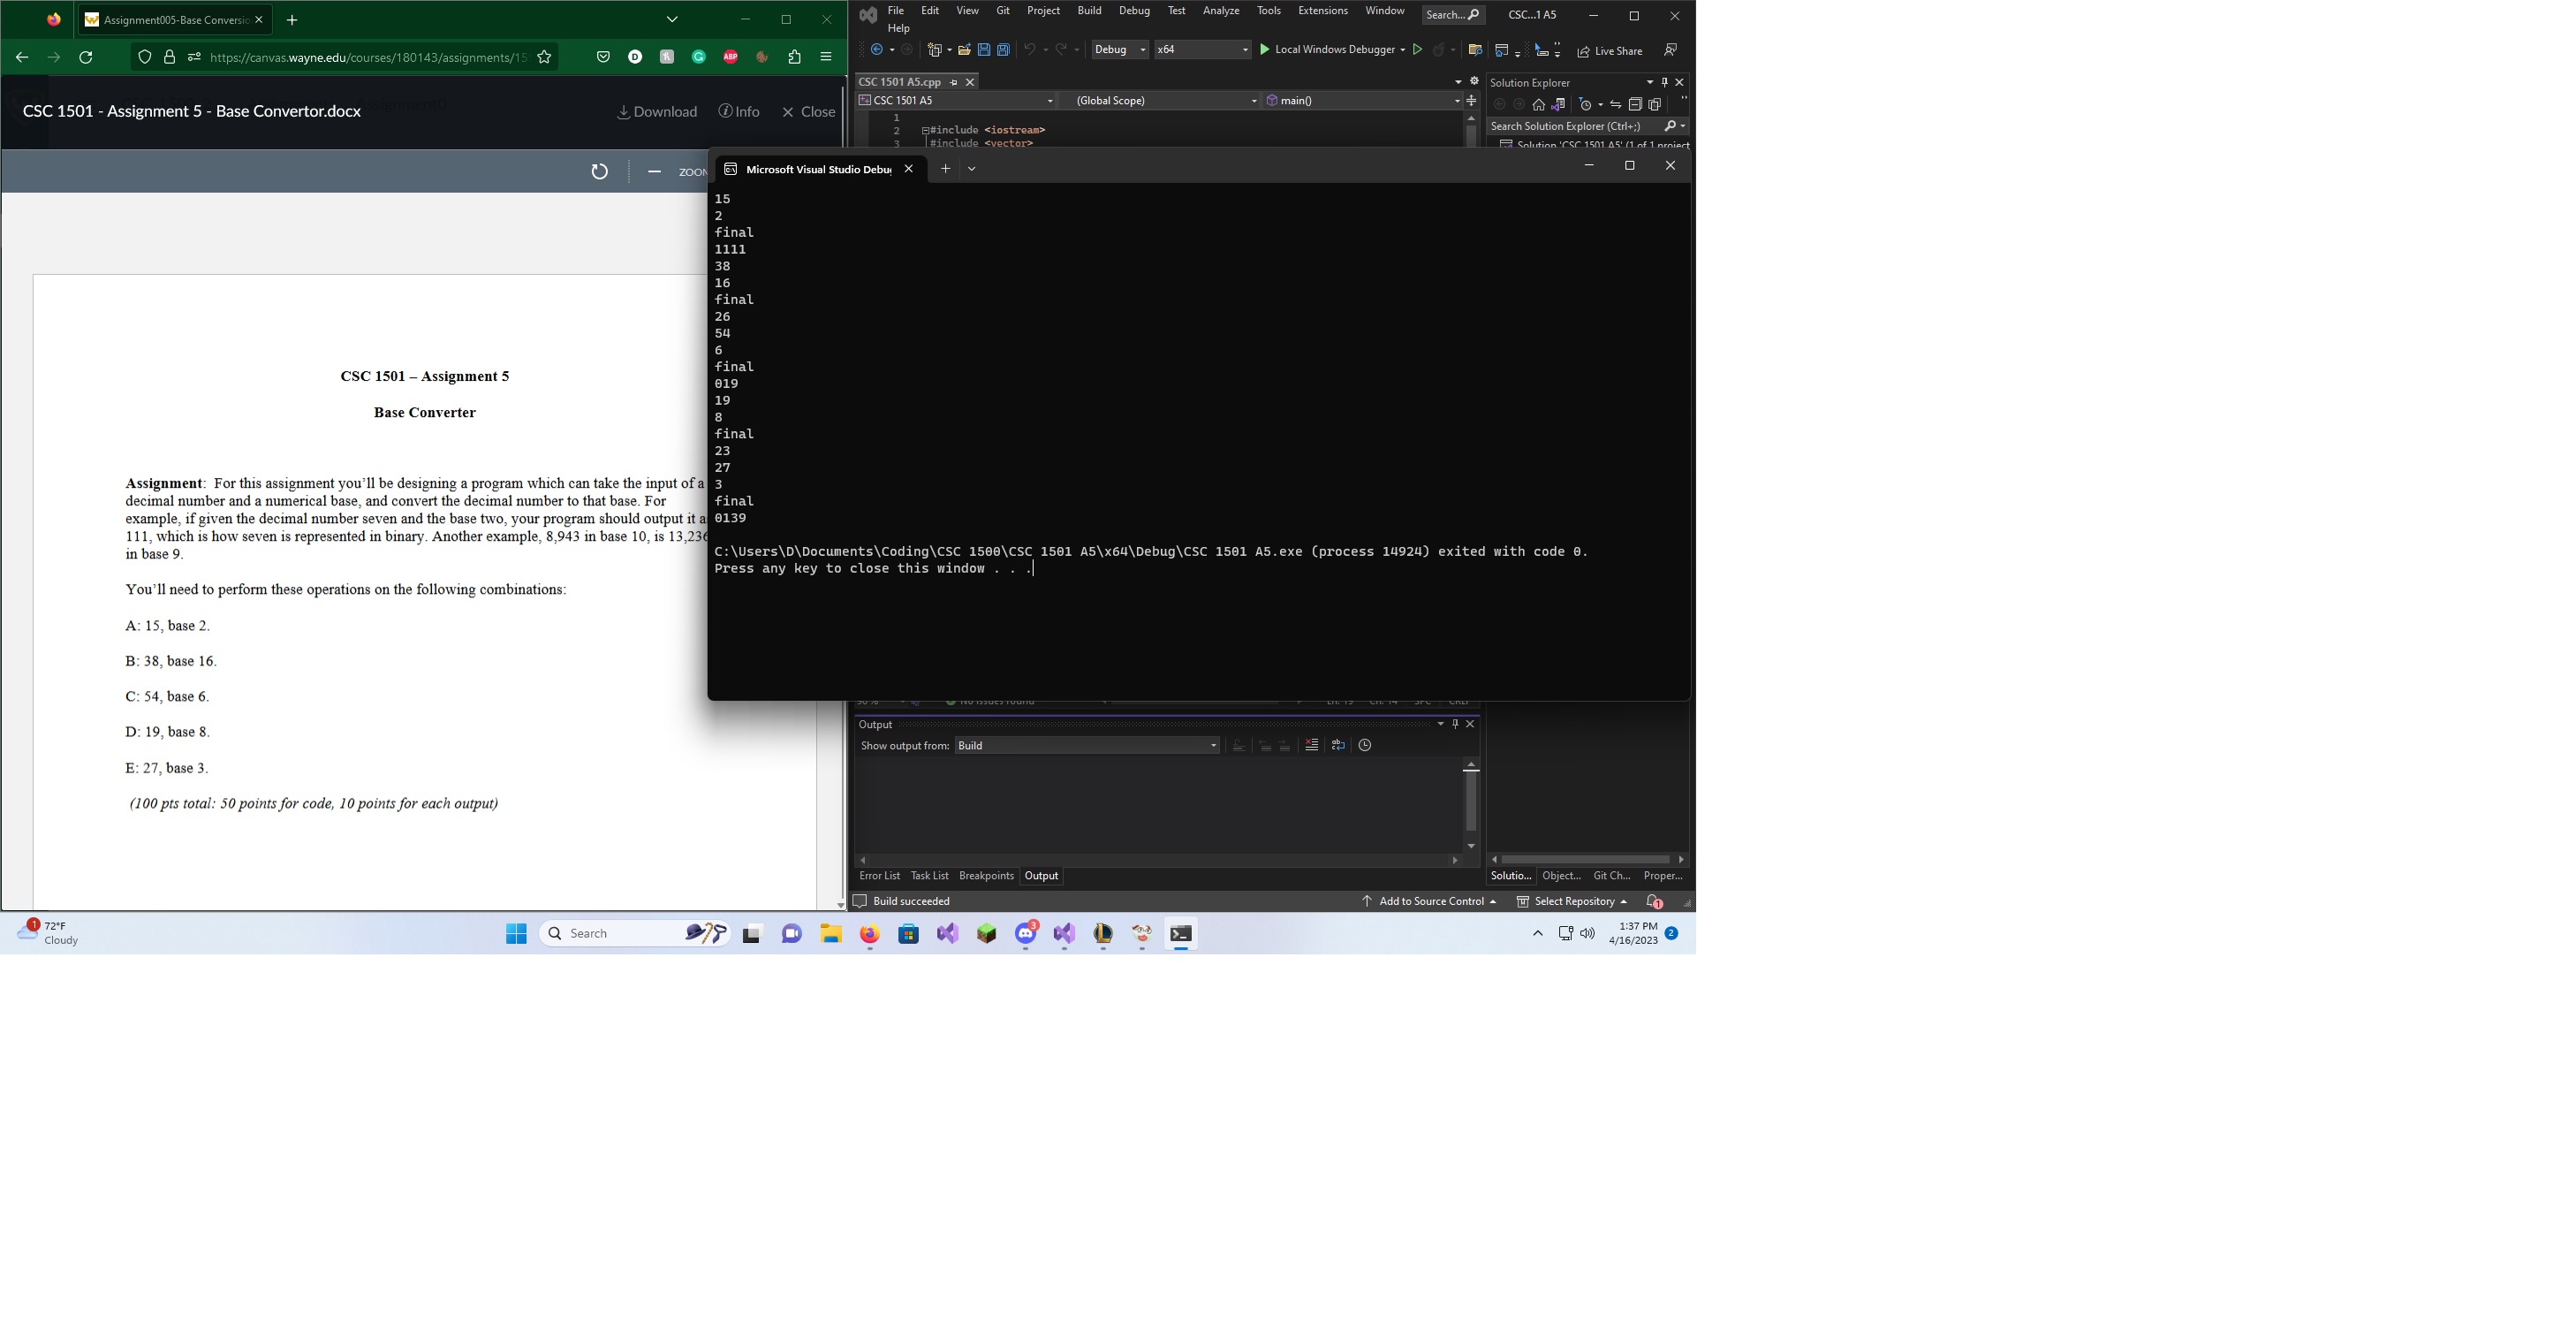 Assignment005-Base Conversio
https://canvas.wayne.edu/courses/180143/assignments/15
CSC 1501 - Assignment 5 - Base Convertor.docx
Download
Info
Close
CSC 1501 – Assignment 5
Base Converter
Assignment: For this assignment you'll be designing a program which can take the input of a
decimal number and a numerical base, and convert the decimal number to that base. For
example, if given the decimal number seven and the base two, your program should output it a
111, which is how seven is represented in binary. Another example, 8,943 in base 10, is 13,236
in base 9.
You'll need to perform these operations on the following combinations:
A: 15, base 2.
B: 38, base 16.
C: 54, base 6.
D: 19, base 8.
E: 27, base 3.
(100 pts total: 50 points for code, 10 points for each output)
File Edit View Git Project Build Debug Test Analyze Tools Extensions Window
Help
Search...
CSC...1 A5
Debug
x64
Local Windows Debugger
Live Share
CSC 1501 A5.cpp
CSC 1501 A5
(Global Scope)
main()
1
2 #include <iostream>
3 #include <vector>
Solution Explorer
Search Solution Explorer (Ctrl+;)
Solution 'CSC 1501 A5' (1 of 1 project
Microsoft Visual Studio Debu
15
2
final
1111
38
16
final
26
54
6
final
019
19
8
final
23
27
3
final
0139
C:\Users\D\Documents\Coding\CSC 1500\CSC 1501 A5\x64\Debug\CSC 1501 A5.exe (process 14924) exited with code 0.
Press any key to close this window . . .
No issues found
Output
Show output from: Build
Error List Task List Breakpoints Output
Solutio... Object... Git Ch... Proper...
Build succeeded
Add to Source Control
Select Repository
1
1
72°F
Cloudy
Search
3
1:37 PM
4/16/2023
2